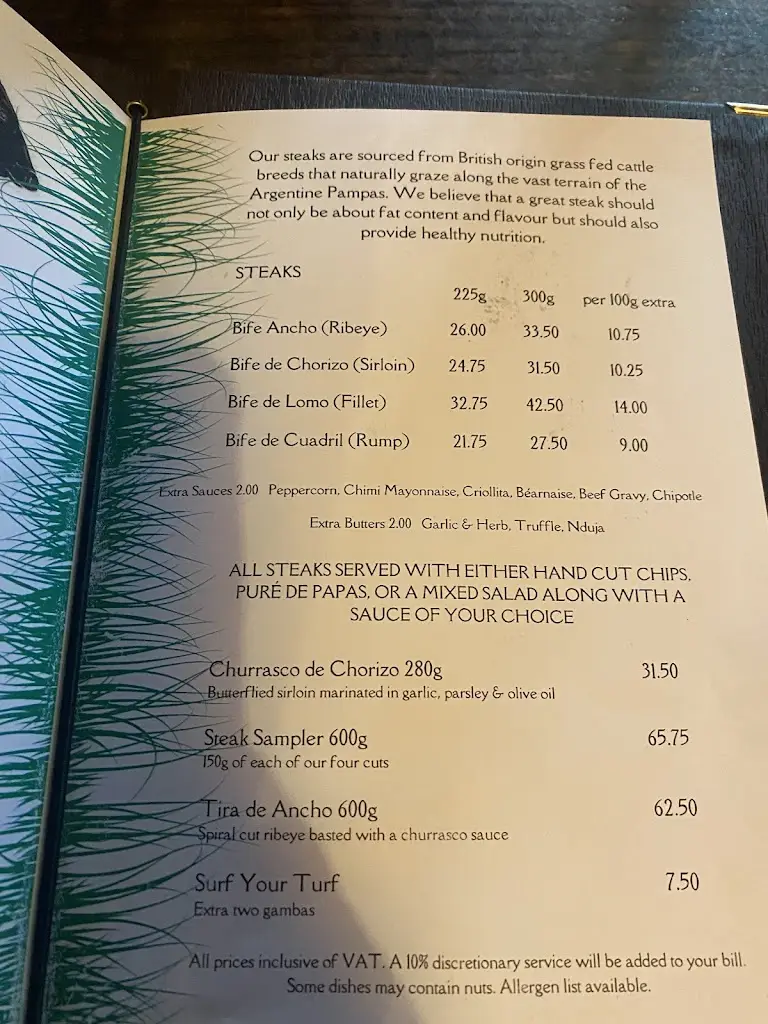 Our steaks are sourced from British origin grass fed cattle
breeds that naturally graze along the vast terrain of the
Argentine Pampas. We believe that a great steak should
not only be about fat content and flavour but should also
provide healthy nutrition.
STEAKS
225g 300g per 100g extra
Bife Ancho (Ribeye) 26.00 33.50 10.75
Bife de Chorizo (Sirloin) 24.75 31.50 10.25
Bife de Lomo (Fillet) 32.75 42.50 14.00
Bife de Cuadril (Rump) 21.75 27.50 9.00
Extra Sauces 2.00 Peppercorn, Chimi Mayonnaise, Criollita, Béarnaise, Beef Gravy, Chipotle
Extra Butters 2.00 Garlic & Herb, Truffle, Nduja
ALL STEAKS SERVED WITH EITHER HAND CUT CHIPS,
PURÉ DE PAPAS, OR A MIXED SALAD ALONG WITH A
SAUCE OF YOUR CHOICE
Churrasco de Chorizo 280g 31.50
Butterflied sirloin marinated in garlic, parsley & olive oil
Steak Sampler 600g 65.75
150g of each of our four cuts
Tira de Ancho 600g 62.50
Spiral cut ribeye basted with a churrasco sauce
Surf Your Turf 7.50
Extra two gambas
All prices inclusive of VAT. A 10% discretionary service will be added to your bill.
Some dishes may contain nuts. Allergen list available.